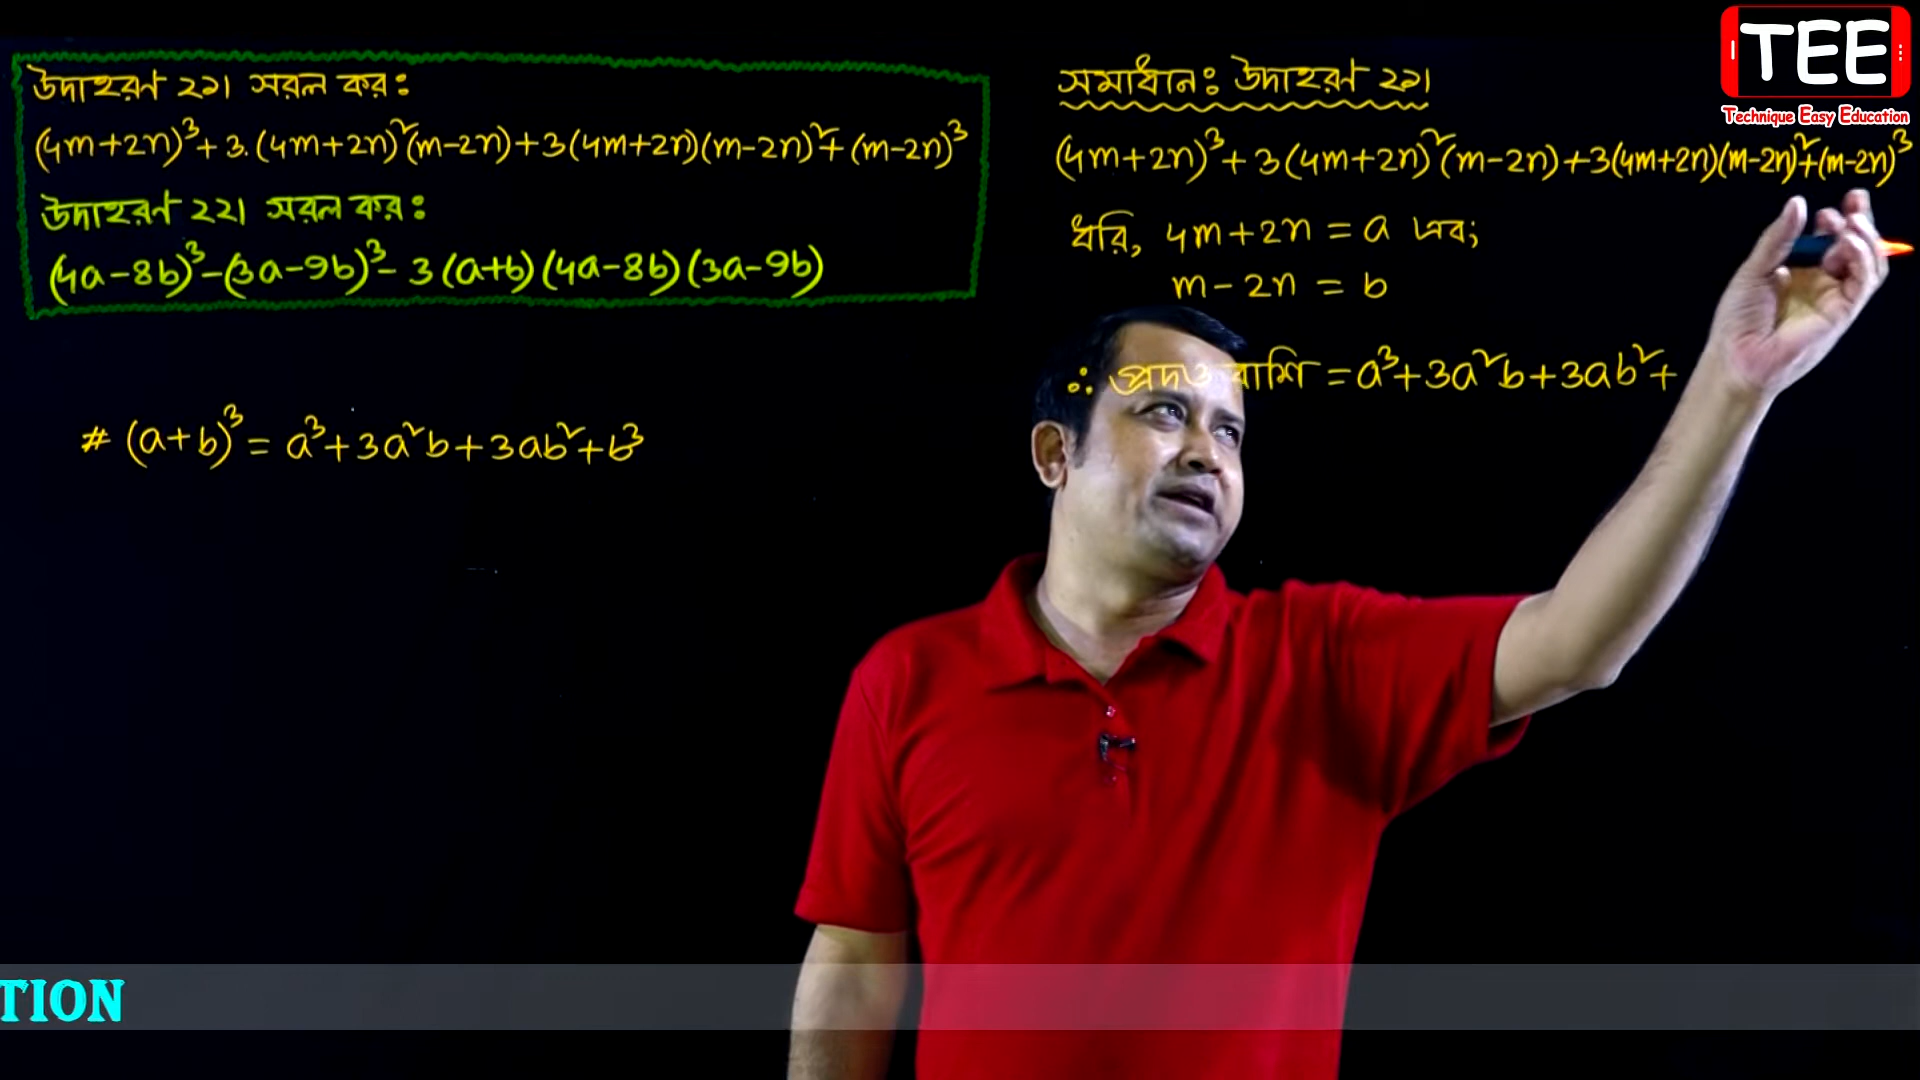 উদাহরণ ২১। সরল কর:
(4m+2n)³+3.(4m+2n)²(m-2n)+3(4m+2n)(m-2n)²+(m-2n)³
উদাহরণ ২২। সরল কর:
(4a-8b)³-(3a-9b)³-3(a+b)(4a-8b)(3a-9b)
# (a+b)³=a³+3a²b+3ab²+b³
সমাধান: উদাহরণ ২১।
(4m+2n)³+3(4m+2n)²(m-2n)+3(4m+2n)(m-2n)²+(m-2n)³
ধরি, 4m+2n=a এবং
m-2n=b
∴ প্রদত্ত রাশি=a³+3a²b+3ab²+
TEE
Technique Easy Education
TION